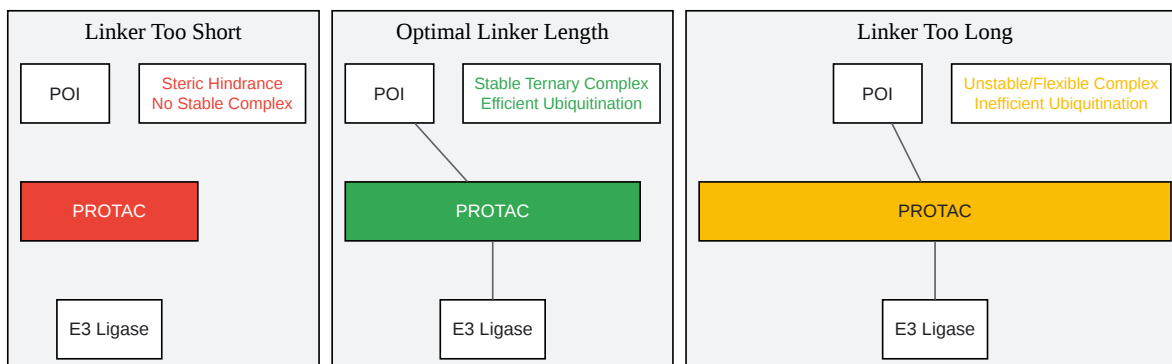 Linker Too Short
POI
Steric Hindrance
No Stable Complex
PROTAC
E3 Ligase
Optimal Linker Length
POI
Stable Ternary Complex
Efficient Ubiquitination
PROTAC
E3 Ligase
Linker Too Long
POI
Unstable/Flexible Complex
Inefficient Ubiquitination
PROTAC
E3 Ligase